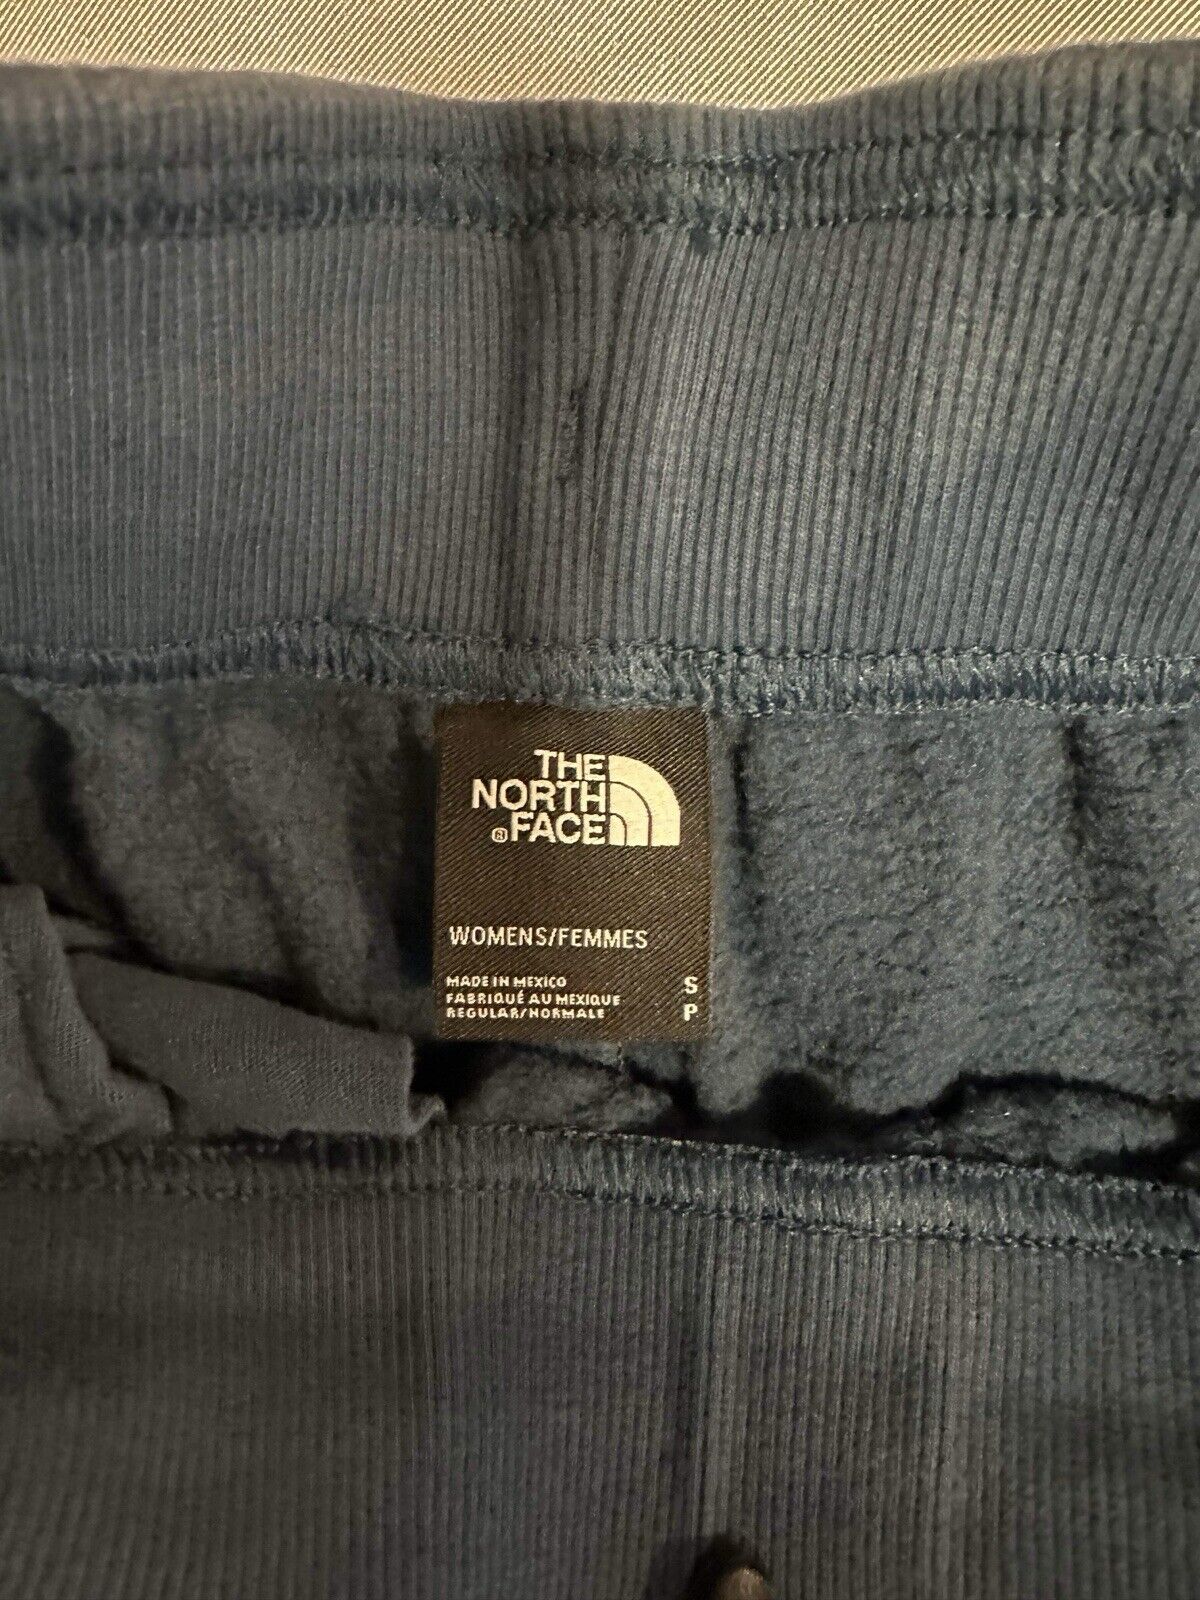 THE
NORTH
®FACE
WOMENS/FEMMES
MADE IN MEXICO S
FABRIQUÉ AU MEXIQUE
REGULAR/NORMALE P